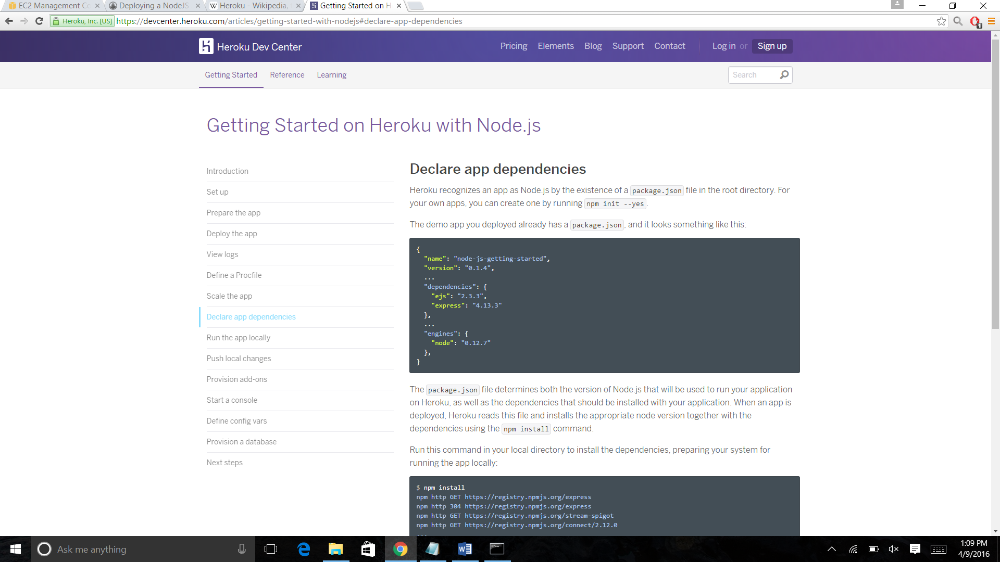 EC2 Management Co
Deploying a NodeJS
Heroku - Wikipedia,
Getting Started on H
Heroku, Inc. [US]
https://devcenter.heroku.com/articles/getting-started-with-nodejs#declare-app-dependencies
1
Heroku Dev Center
Pricing Elements Blog Support Contact Log in or Sign up
Getting Started Reference Learning
Search
Getting Started on Heroku with Node.js
Introduction
Set up
Prepare the app
Deploy the app
View logs
Define a Procfile
Scale the app
Declare app dependencies
Run the app locally
Push local changes
Provision add-ons
Start a console
Define config vars
Provision a database
Next steps
Declare app dependencies
Heroku recognizes an app as Node.js by the existence of a package.json file in the root directory. For
your own apps, you can create one by running npm init --yes.
The demo app you deployed already has a package.json, and it looks something like this:
{
"name": "node-js-getting-started",
"version": "0.1.4",
...
"dependencies": {
"ejs": "2.3.3",
"express": "4.13.3"
},
...
"engines": {
"node": "0.12.7"
},
}
The package.json file determines both the version of Node.js that will be used to run your application
on Heroku, as well as the dependencies that should be installed with your application. When an app is
deployed, Heroku reads this file and installs the appropriate node version together with the
dependencies using the npm install command.
Run this command in your local directory to install the dependencies, preparing your system for
running the app locally:
$ npm install
npm http GET https://registry.npmjs.org/express
npm http 304 https://registry.npmjs.org/express
npm http GET https://registry.npmjs.org/stream-spigot
npm http GET https://registry.npmjs.org/connect/2.12.0
...
Ask me anything
1:09 PM
4/9/2016